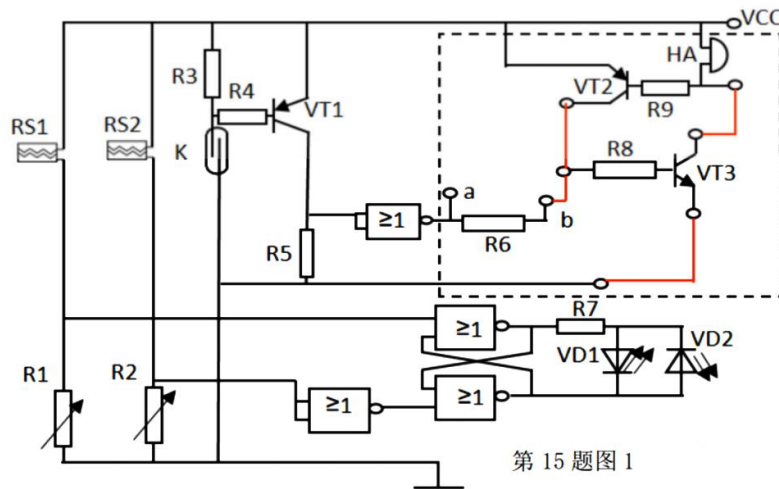 VCC
HA
R3
R4
VT1
VT2
R9
RS1
RS2
K
R8
VT3
a
≥1
R6
b
R5
R7
≥1
VD1
VD2
R1
R2
≥1
≥1
第 15 题图 1